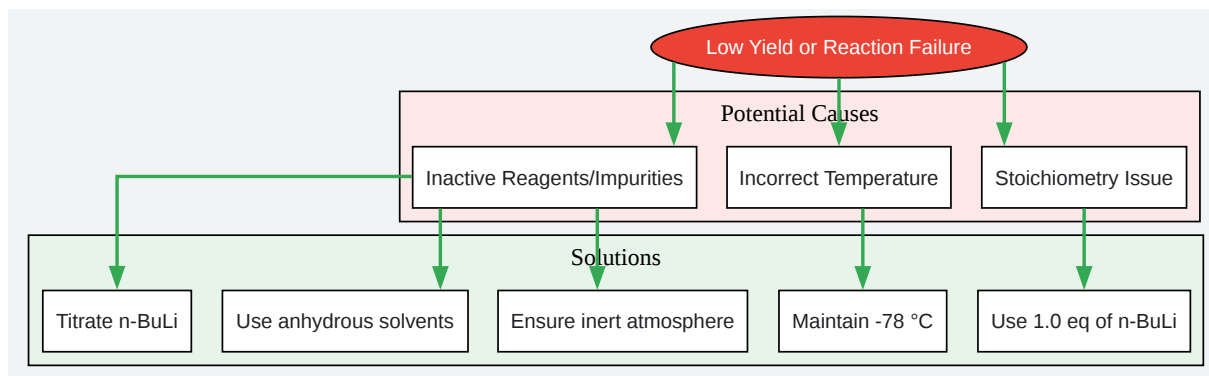 Low Yield or Reaction Failure
Potential Causes
Inactive Reagents/Impurities
Incorrect Temperature
Stoichiometry Issue
Solutions
Titrate n-BuLi
Use anhydrous solvents
Ensure inert atmosphere
Maintain -78 °C
Use 1.0 eq of n-BuLi